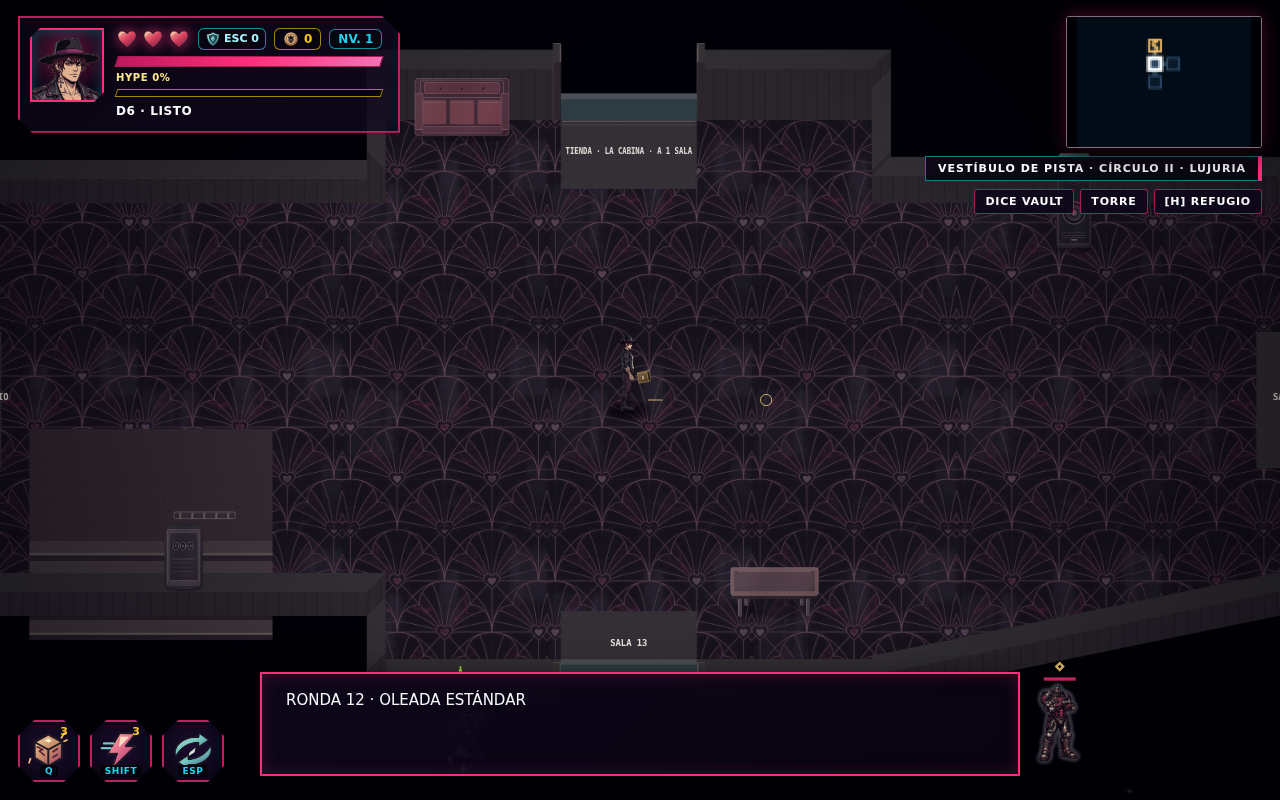 ESC 0
0
NV. 1
HYPE 0%
D6 · LISTO
TIENDA · LA CABINA · A 1 SALA
VESTÍBULO DE PISTA · CÍRCULO II · LUJURIA
DICE VAULT
TORRE
[H] REFUGIO
SALA 13
RONDA 12 · OLEADA ESTÁNDAR
3
Q
3
SHIFT
ESP